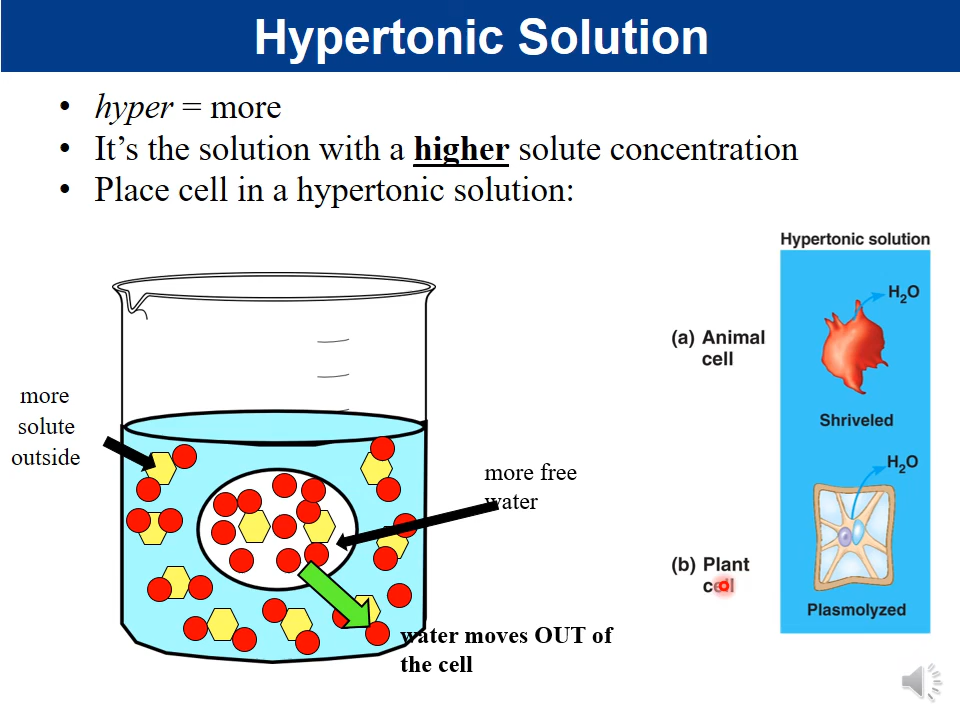 Hypertonic Solution
• hyper = more
• It’s the solution with a higher solute concentration
• Place cell in a hypertonic solution:
more
solute
outside
more free
water
water moves OUT of
the cell
Hypertonic solution
H₂O
(a) Animal
cell
Shriveled
H₂O
(b) Plant
cell
Plasmolyzed